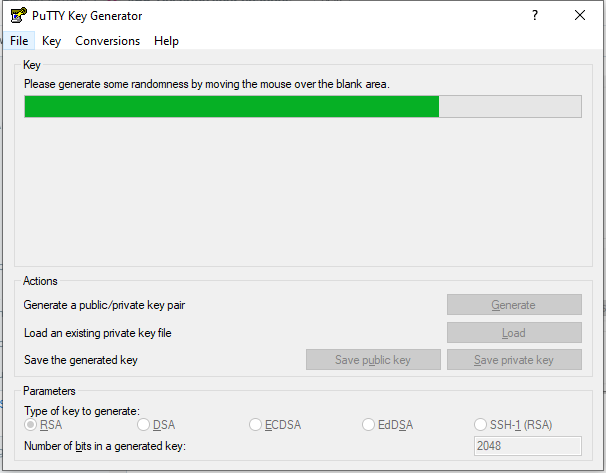 PuTTY Key Generator
?
File Key Conversions Help
Key
Please generate some randomness by moving the mouse over the blank area.
Actions
Generate a public/private key pair Generate
Load an existing private key file Load
Save the generated key Save public key Save private key
Parameters
Type of key to generate:
RSA DSA ECDSA EdDSA SSH-1 (RSA)
Number of bits in a generated key: 2048